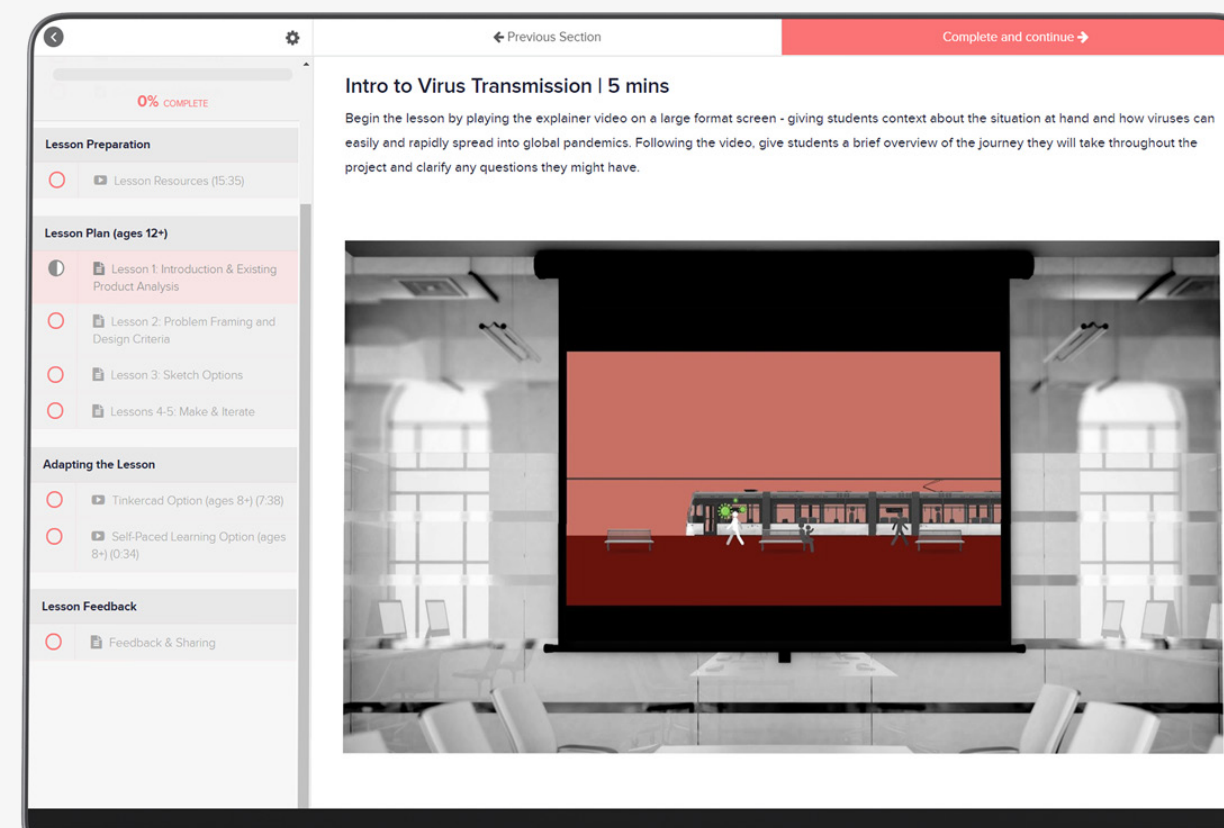 Previous Section
Complete and continue
0% COMPLETE
Lesson Preparation
Lesson Resources (15:35)
Lesson Plan (ages 12+)
Lesson 1: Introduction & Existing
Product Analysis
Lesson 2: Problem Framing and
Design Criteria
Lesson 3: Sketch Options
Lessons 4-5: Make & Iterate
Adapting the Lesson
Tinkercad Option (ages 8+) (7:38)
Self-Paced Learning Option (ages
8+) (0:34)
Lesson Feedback
Feedback & Sharing
Intro to Virus Transmission | 5 mins
Begin the lesson by playing the explainer video on a large format screen - giving students context about the situation at hand and how viruses can
easily and rapidly spread into global pandemics. Following the video, give students a brief overview of the journey they will take throughout the
project and clarify any questions they might have.